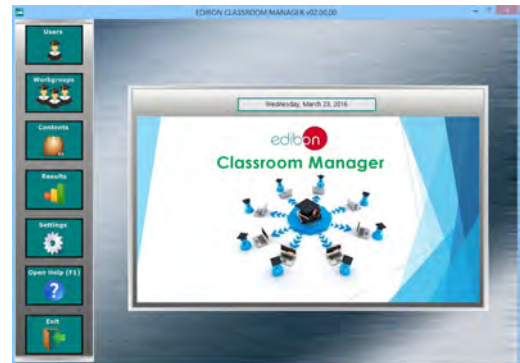 EDIBON CLASSROOM MANAGER v02.00.00
Users
Workgroups
Contents
Results
Settings
Open Help (F1)
?
Exit
Wednesday, March 23, 2016
edibon
Classroom Manager